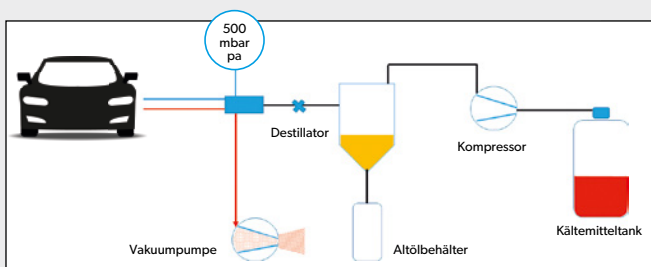 500
mbar
pa
Destillator
Kompressor
Vakuumpumpe
Altölbehälter
Kältemitteltank